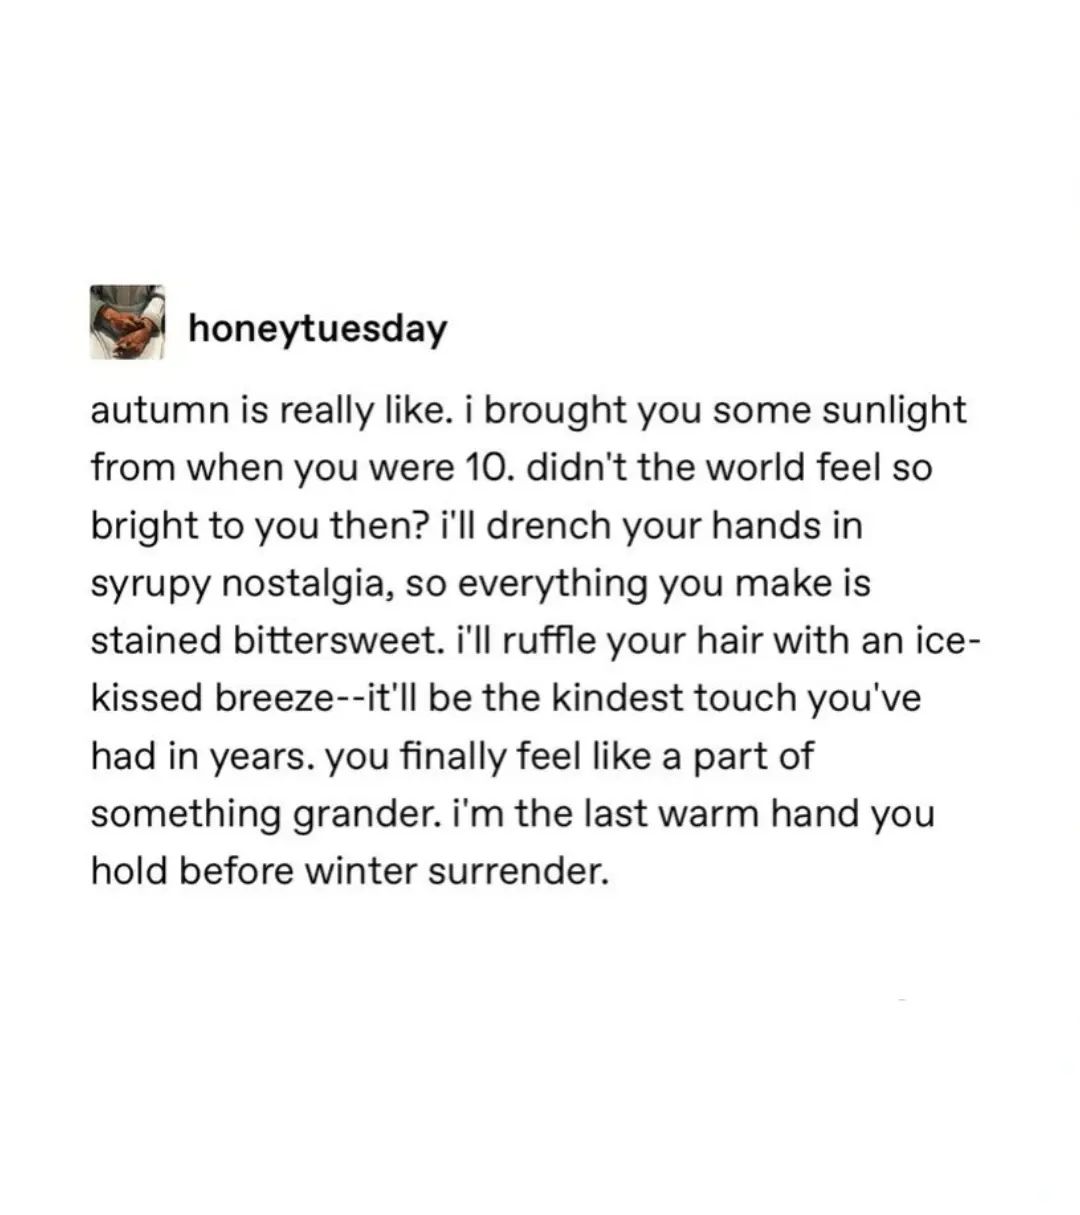 honeytuesday
autumn is really like. i brought you some sunlight
from when you were 10. didn't the world feel so
bright to you then? i'll drench your hands in
syrupy nostalgia, so everything you make is
stained bittersweet. i'll ruffle your hair with an ice-
kissed breeze--it'll be the kindest touch you've
had in years. you finally feel like a part of
something grander. i'm the last warm hand you
hold before winter surrender.